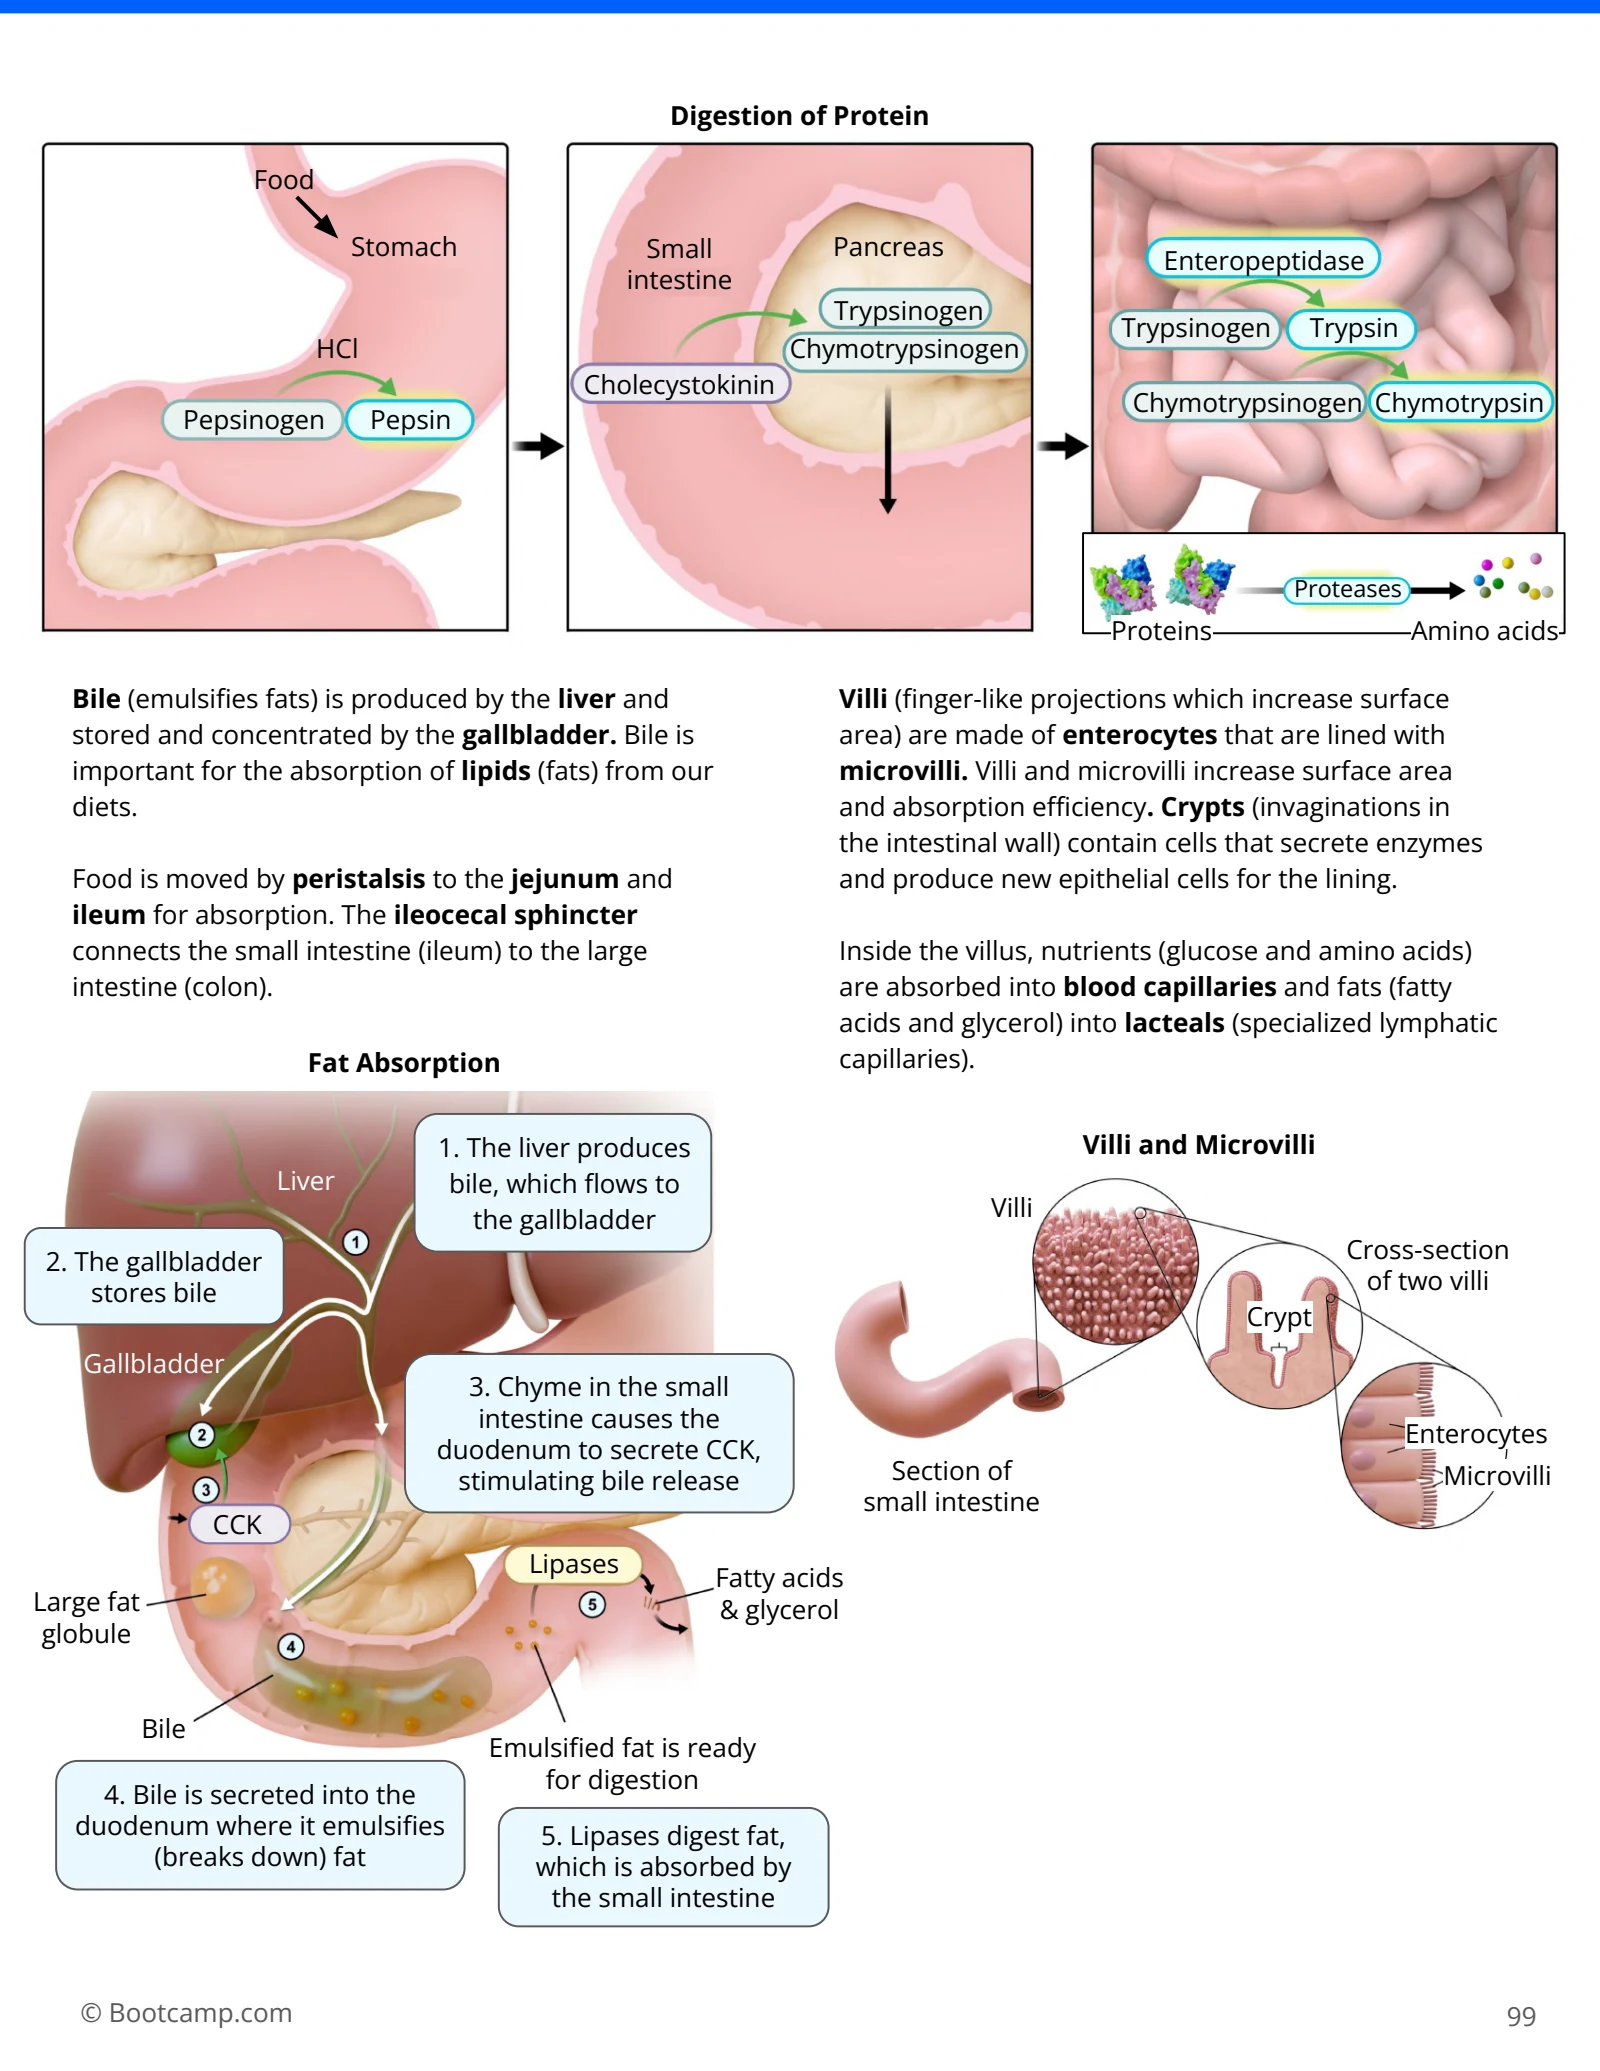 Digestion of Protein
Food
Stomach
HCl
Pepsinogen
Pepsin
Small
intestine
Pancreas
Trypsinogen
Chymotrypsinogen
Cholecystokinin
Enteropeptidase
Trypsinogen
Trypsin
Chymotrypsinogen
Chymotrypsin
Proteases
Proteins
Amino acids
Bile (emulsifies fats) is produced by the liver and
stored and concentrated by the gallbladder. Bile is
important for the absorption of lipids (fats) from our
diets.
Food is moved by peristalsis to the jejunum and
ileum for absorption. The ileocecal sphincter
connects the small intestine (ileum) to the large
intestine (colon).
Villi (finger-like projections which increase surface
area) are made of enterocytes that are lined with
microvilli. Villi and microvilli increase surface area
and absorption efficiency. Crypts (invaginations in
the intestinal wall) contain cells that secrete enzymes
and produce new epithelial cells for the lining.
Inside the villus, nutrients (glucose and amino acids)
are absorbed into blood capillaries and fats (fatty
acids and glycerol) into lacteals (specialized lymphatic
capillaries).
Fat Absorption
1. The liver produces
bile, which flows to
the gallbladder
Liver
1
2. The gallbladder
stores bile
Gallbladder
2
3. Chyme in the small
intestine causes the
duodenum to secrete CCK,
stimulating bile release
3
CCK
Lipases
5
Fatty acids
& glycerol
Large fat
globule
4
Bile
Emulsified fat is ready
for digestion
4. Bile is secreted into the
duodenum where it emulsifies
(breaks down) fat
5. Lipases digest fat,
which is absorbed by
the small intestine
Villi and Microvilli
Villi
Cross-section
of two villi
Crypt
Enterocytes
Microvilli
Section of
small intestine
© Bootcamp.com
99